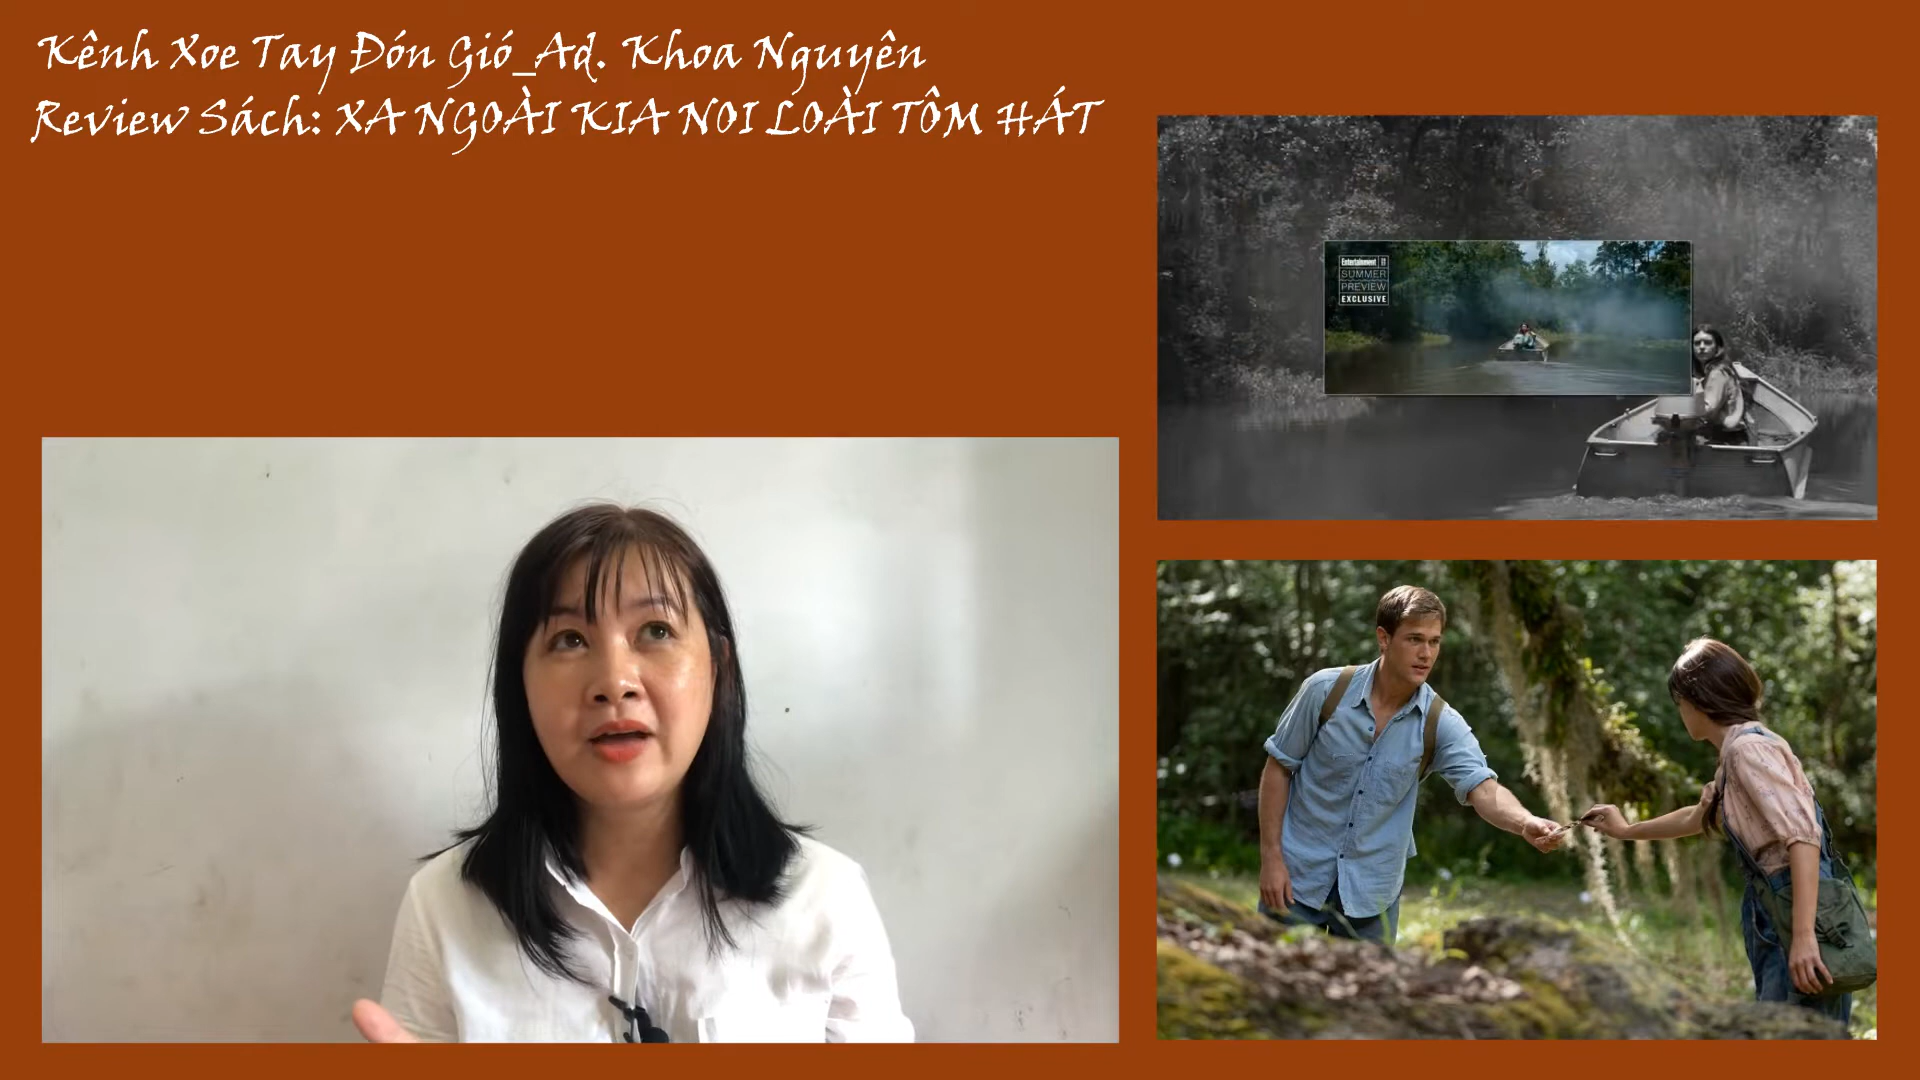 Kênh Xoe Tay Đón Gió_Ad. Khoa Nguyên
Review Sách: XA NGOÀI KIA NOI LOÀI TÔM HÁT
Entertainment
SUMMER
PREVIEW
EXCLUSIVE